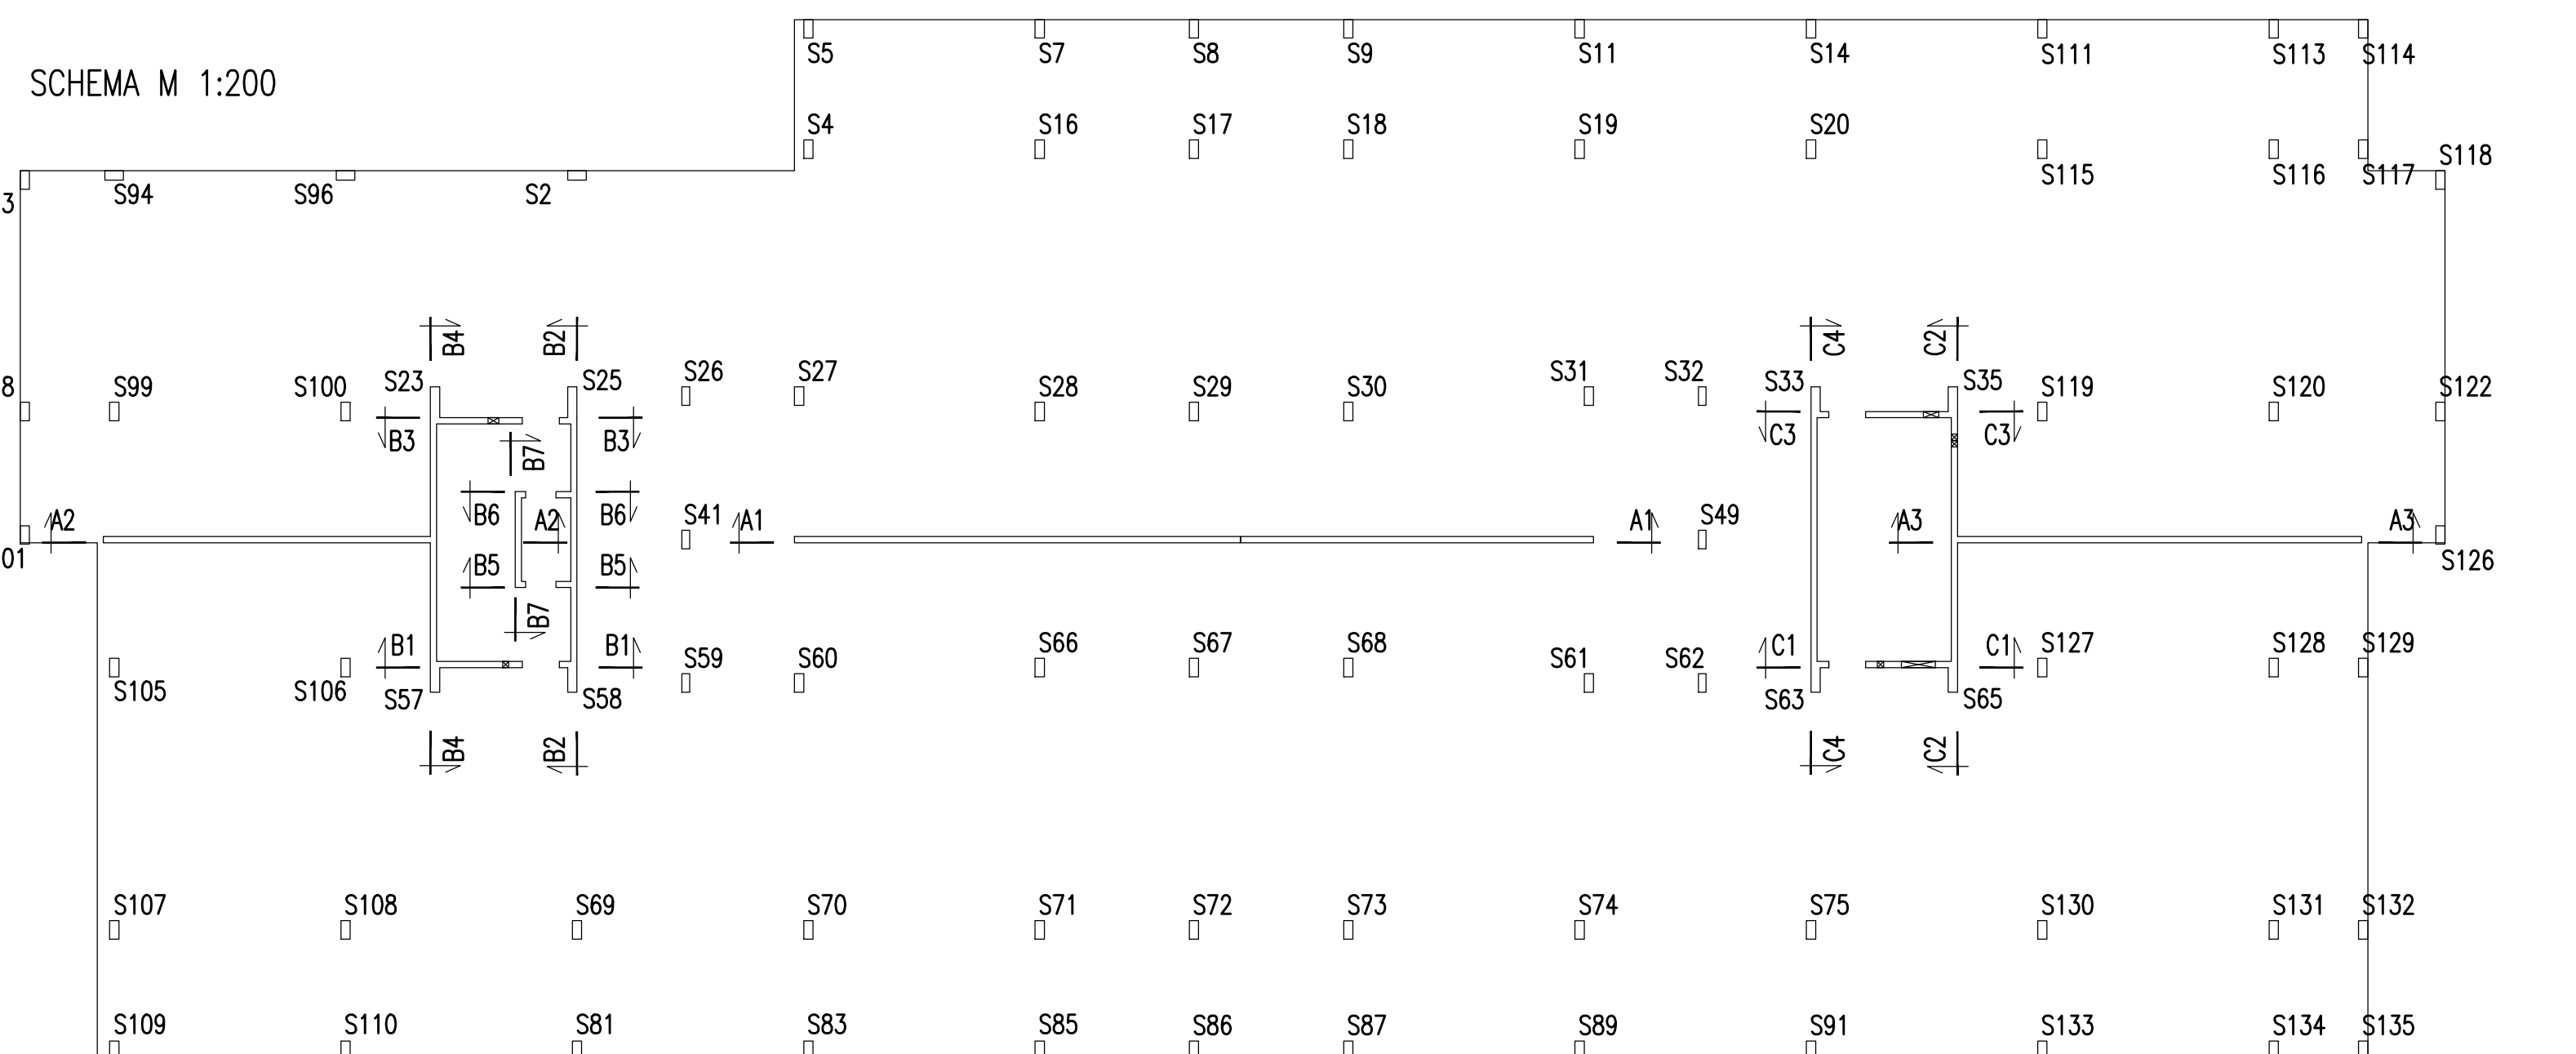 S5 S7 S8 S9 S11 S14 S111 S113 S114
SCHEMA M 1:200
S4 S16 S17 S18 S19 S20
S118
S115 S116 S117
3 S94 S96 S2
B4 B2 C4 C2
8 S99 S100 S23 S25 S26 S27 S28 S29 S30 S31 S32 S33 S35 S119 S120 S122
B3 B3 C3 C3
B7
B6 B6
A2 A2 S41 A1 A1 S49 A3 A3
01 B5 B5 S126
B7
B1 B1 S59 S60 S66 S67 S68 S61 S62 C1 C1 S127 S128 S129
S105 S106 S57 S58 S63 S65
B4 B2 C4 C2
S107 S108 S69 S70 S71 S72 S73 S74 S75 S130 S131 S132
S109 S110 S81 S83 S85 S86 S87 S89 S91 S133 S134 S135